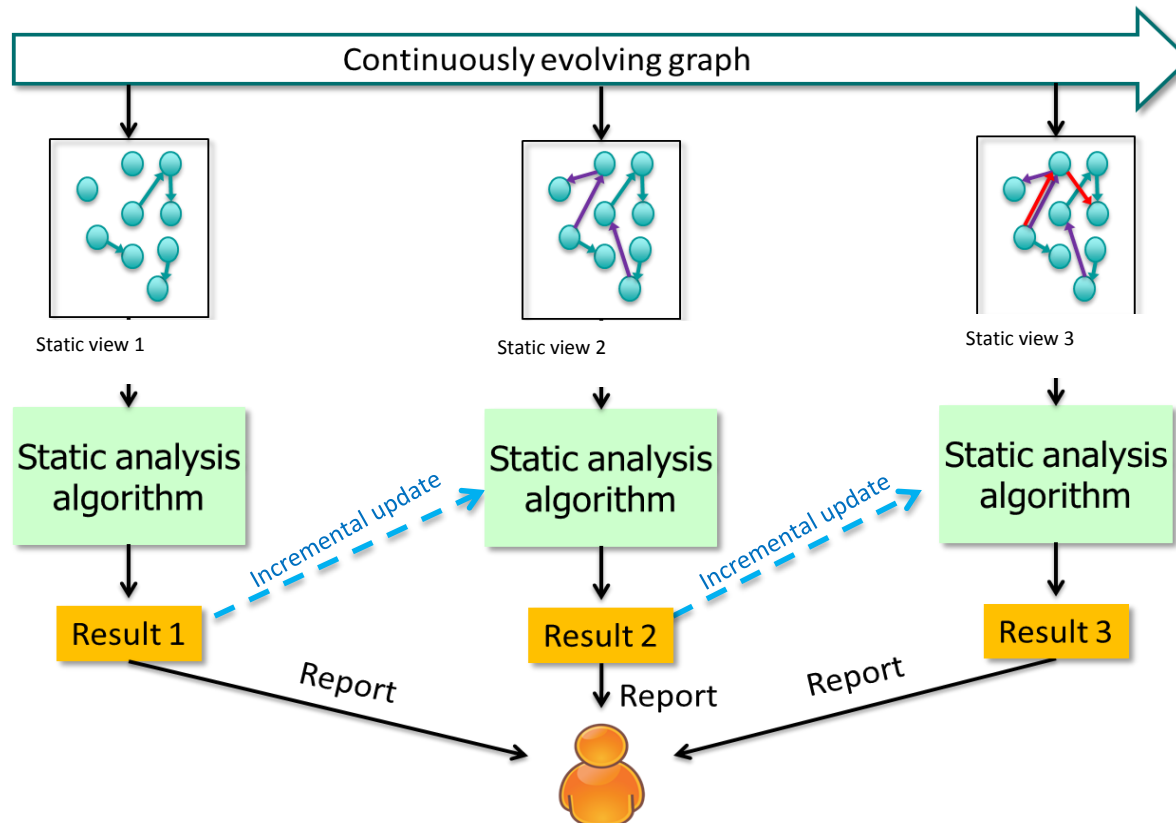 Continuously evolving graph
Static view 1
Static view 2
Static view 3
Static analysis
algorithm
Static analysis
algorithm
Static analysis
algorithm
Incremental update
Incremental update
Result 1
Result 2
Result 3
Report
Report
Report